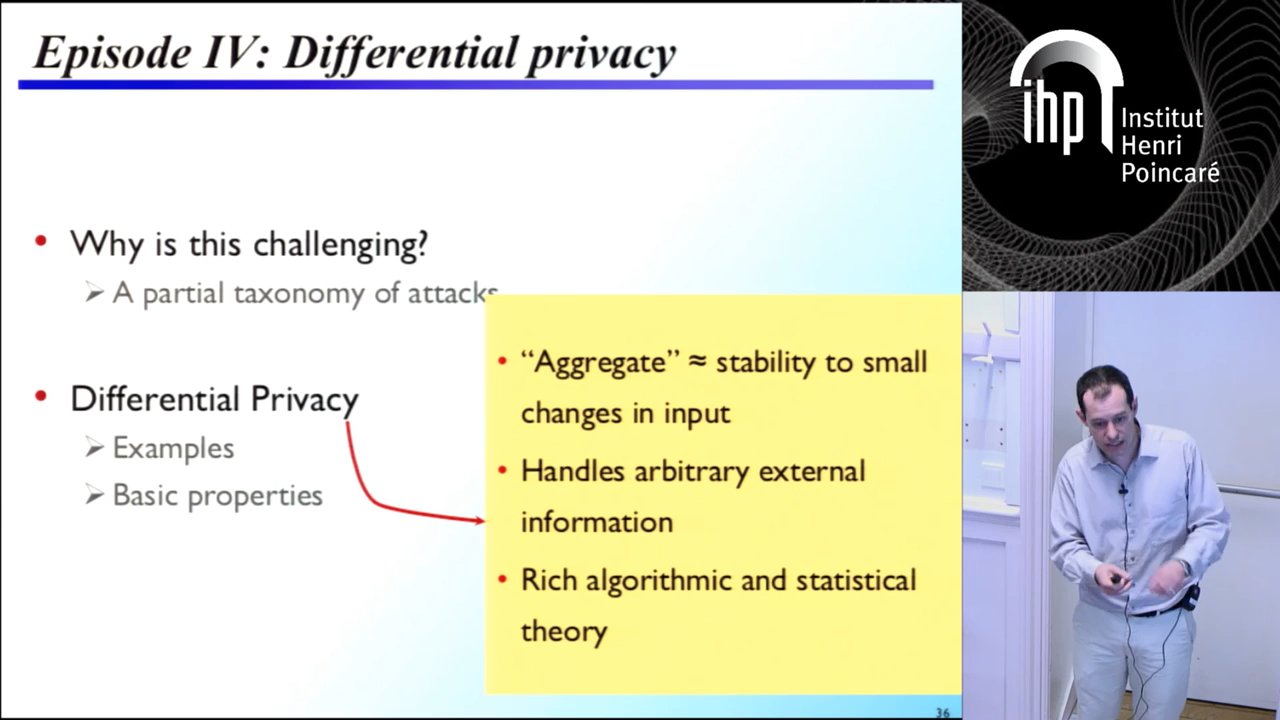 Episode IV: Differential privacy
• Why is this challenging?
➢ A partial taxonomy of attacks
• Differential Privacy
➢ Examples
➢ Basic properties
• “Aggregate” ≈ stability to small
changes in input
• Handles arbitrary external
information
• Rich algorithmic and statistical
theory
36
ihp
Institut
Henri
Poincaré